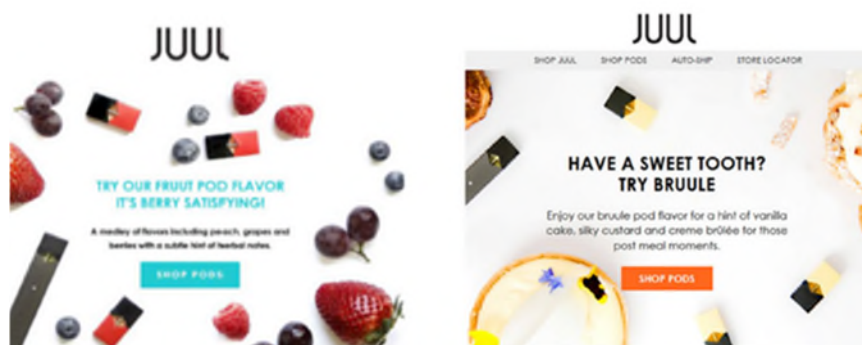 JUUL
TRY OUR FRUUT POD FLAVOR
IT'S BERRY SATISFYING!
A medley of flavors including peach, grapes and
berries with a subtle hint of herbal notes.
SHOP PODS
JUUL
SHOP JUUL SHOP PODS AUTO-SHIP STORE LOCATOR
HAVE A SWEET TOOTH?
TRY BRUULE
Enjoy our bruule pod flavor for a hint of vanilla
cake, silky custard and creme brûlée for those
post meal moments.
SHOP PODS